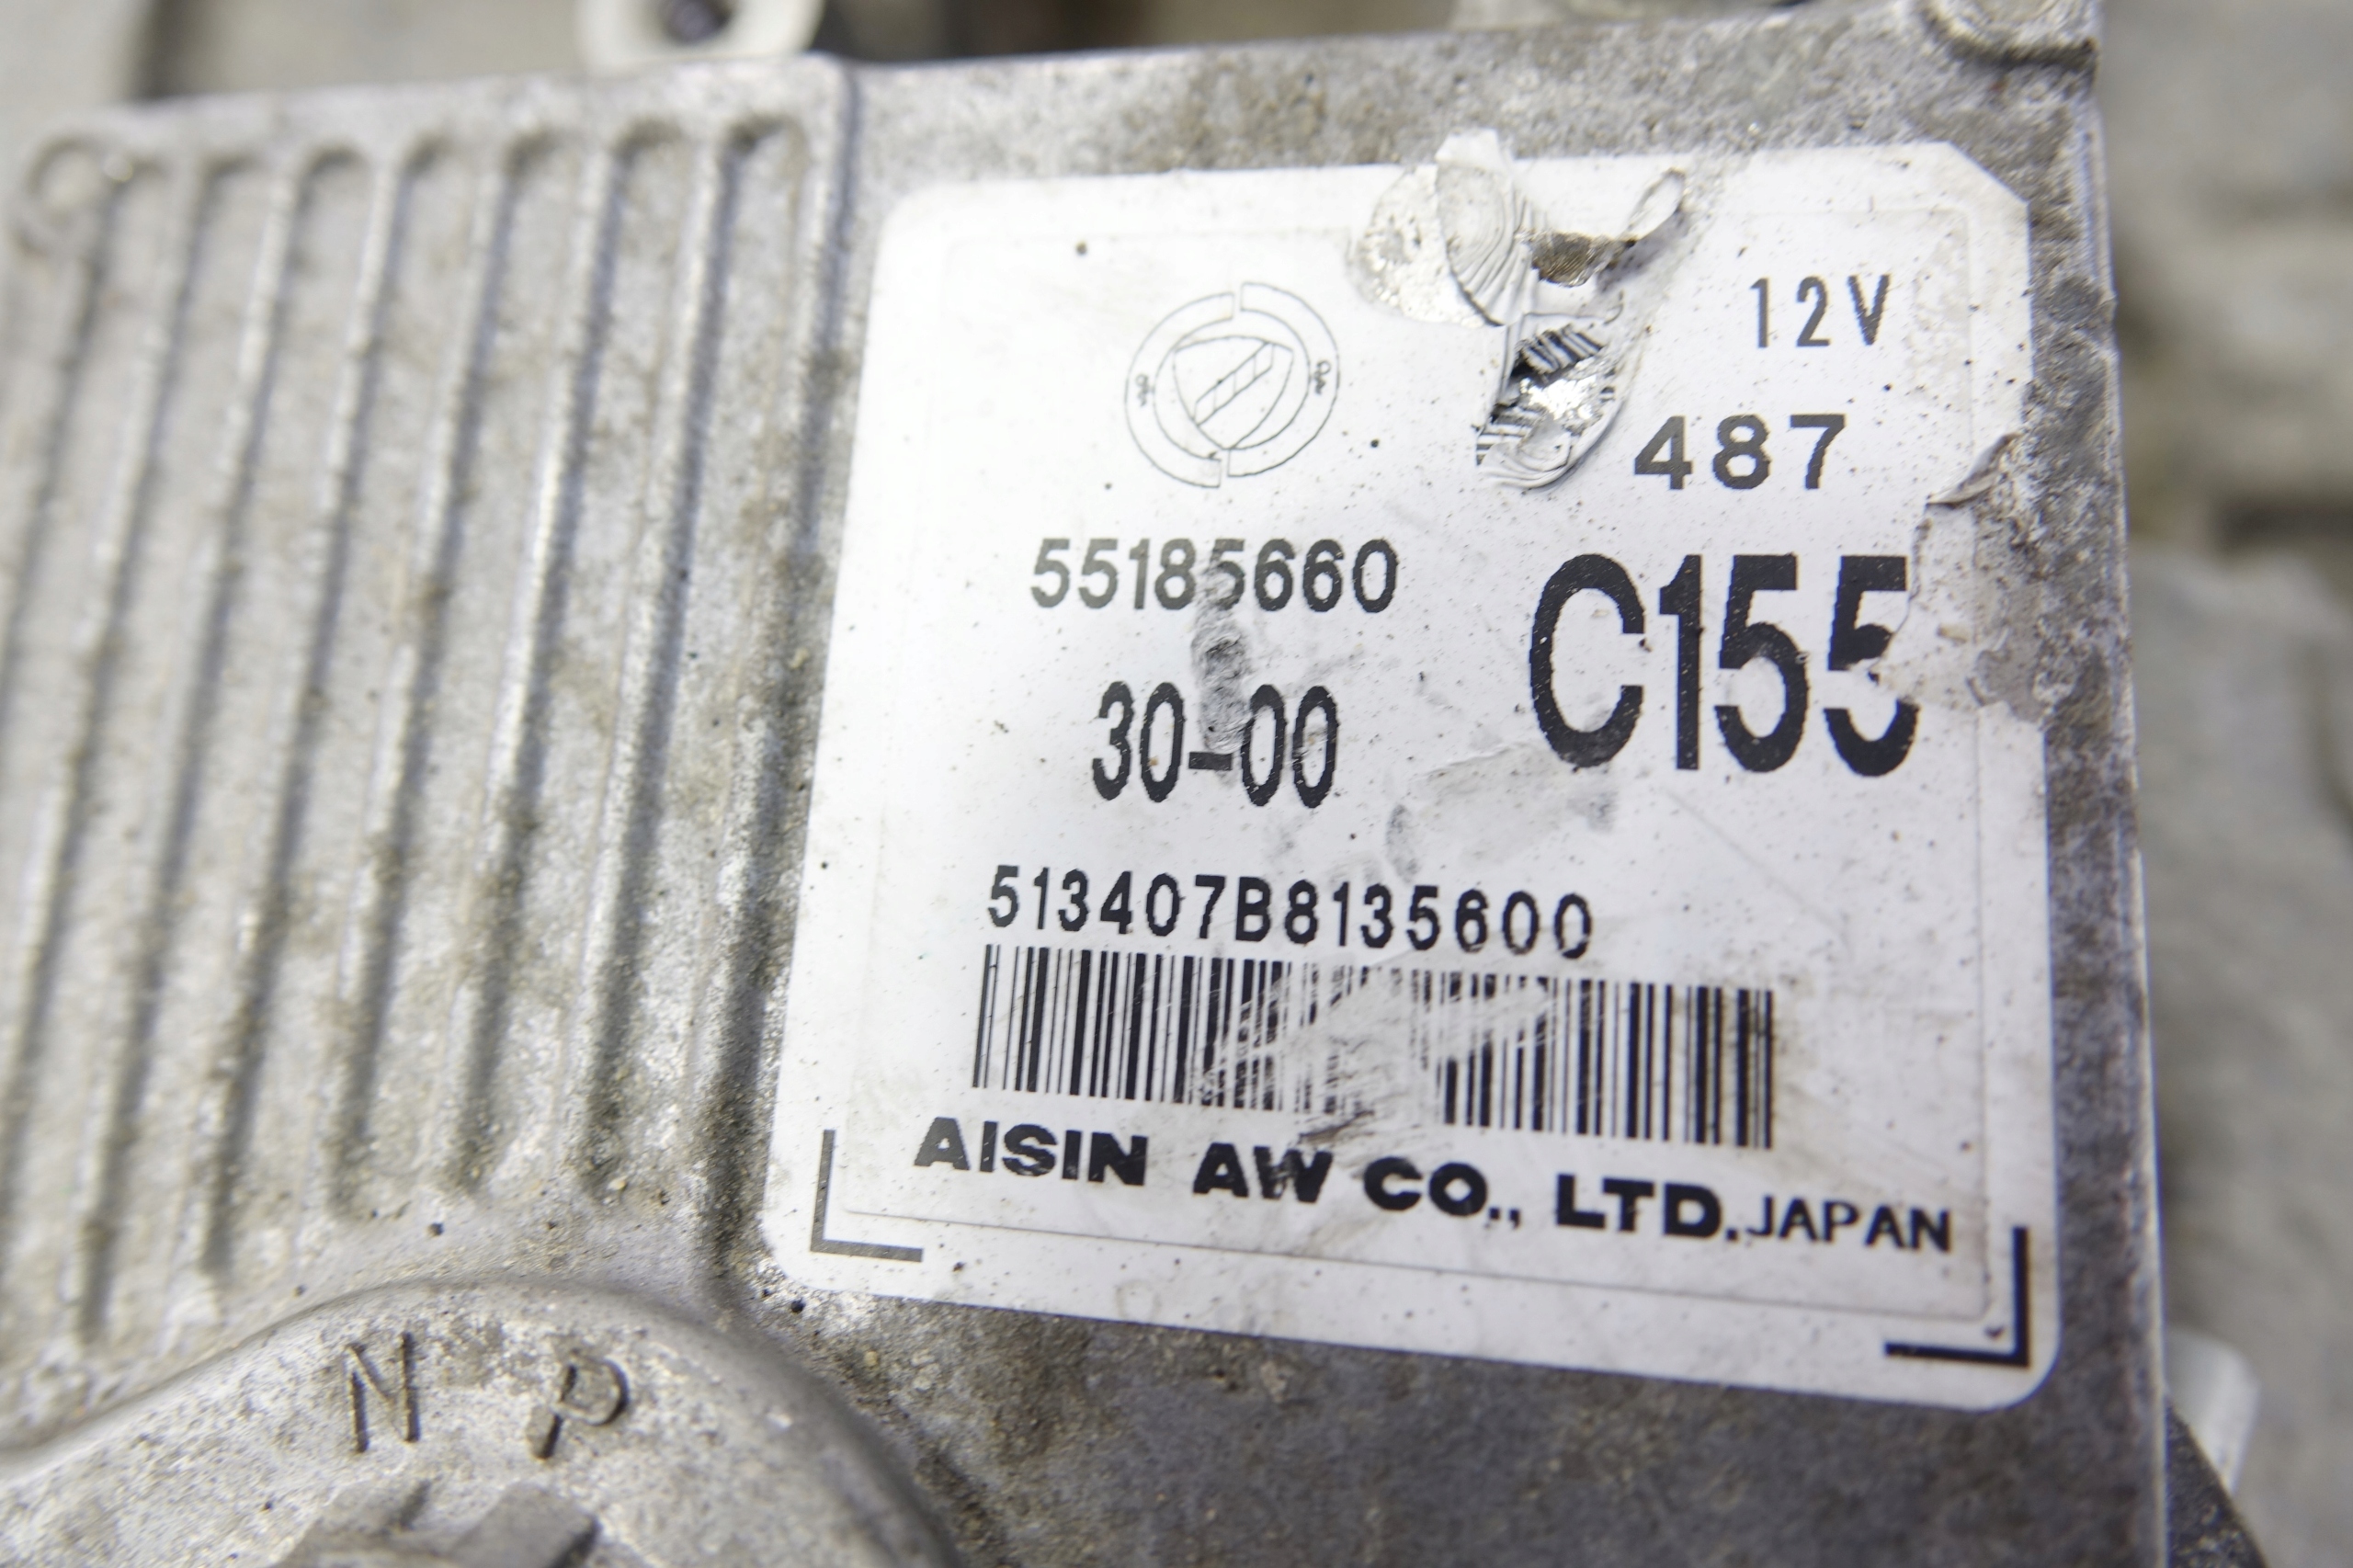 12V
487
55185660
C155
30-00
513407B8135600
AISIN AW CO., LTD. JAPAN
N P